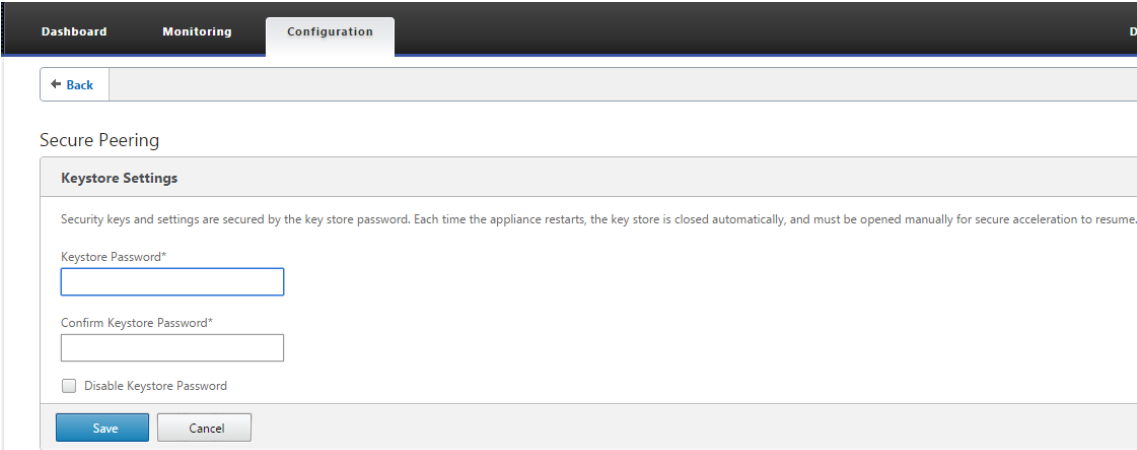 Dashboard Monitoring Configuration D
Back
Secure Peering
Keystore Settings
Security keys and settings are secured by the key store password. Each time the appliance restarts, the key store is closed automatically, and must be opened manually for secure acceleration to resume.
Keystore Password*
Confirm Keystore Password*
Disable Keystore Password
Save Cancel